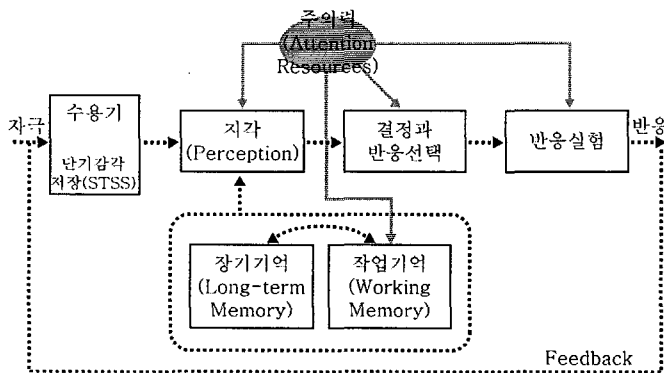 주의력
(Attention
Resources)
자극
수용기
단기감각
저장(STSS)
지각
(Perception)
결정과
반응선택
반응실험
반응
장기기억
(Long-term
Memory)
작업기억
(Working
Memory)
Feedback